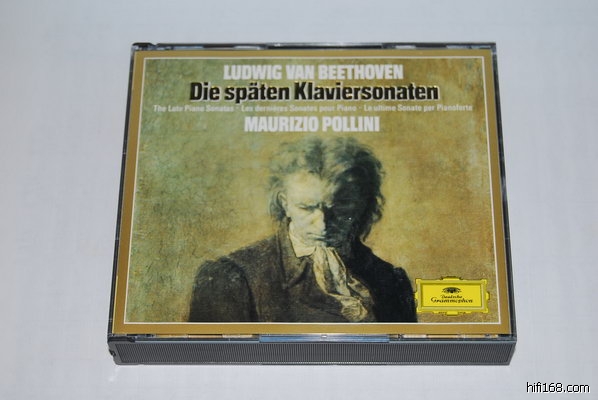 LUDWIG VAN BEETHOVEN
Die späten Klaviersonaten
The Late Piano Sonatas · Les dernières Sonates pour Piano · Le ultime Sonate per Pianoforte
MAURIZIO POLLINI
Deutsche
Grammophon
hifi168.com